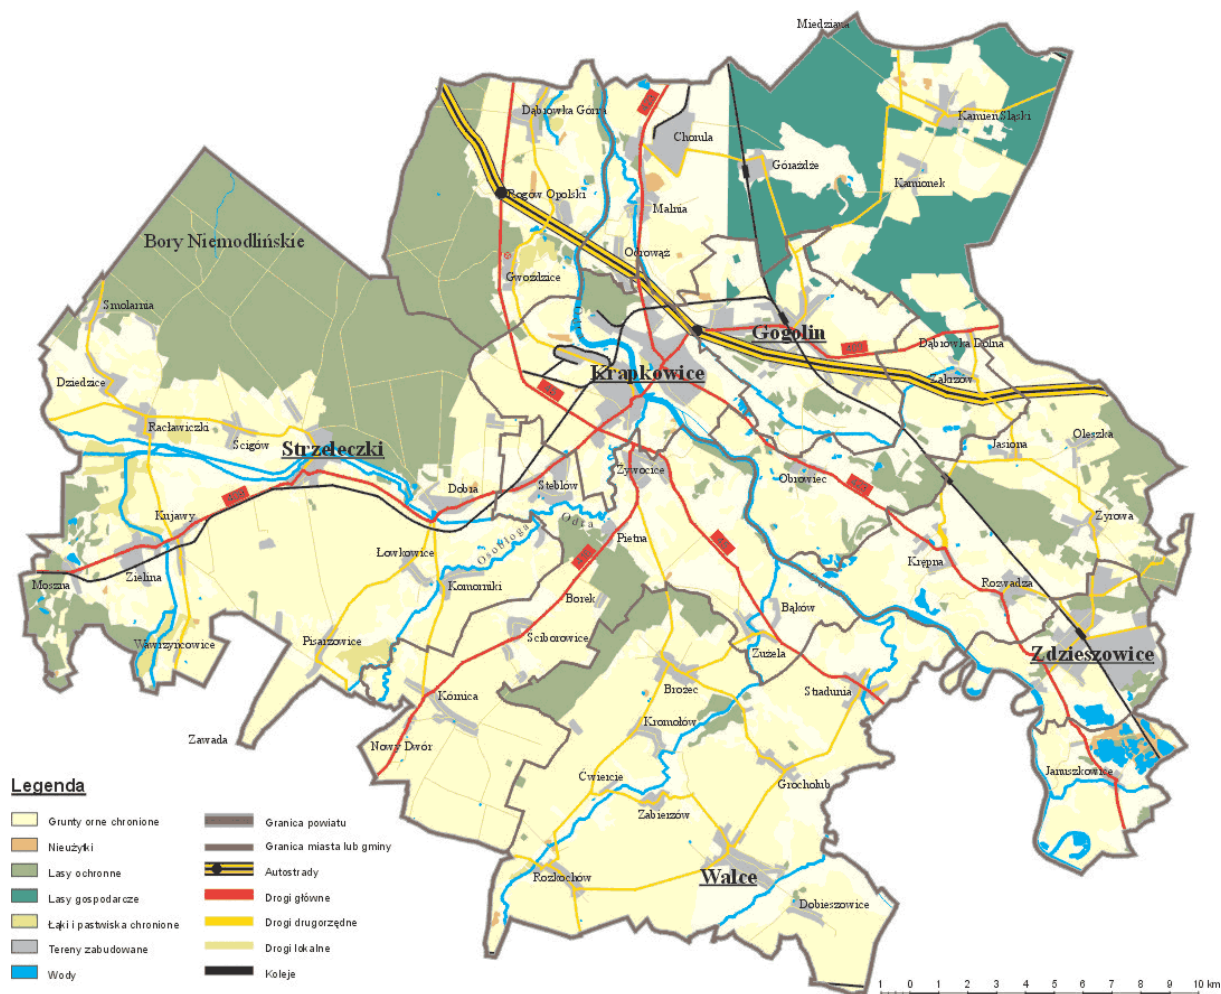 Miedziana
Dąbrówka Górna
Kamień Śląski
Chorula
Górażdże
Kamionek
Rogów Opolski
Malnia
Bory Niemodlińskie
Odrowąż
Gwoździce
Smolarnia
Gogolin
Dąbrówka Dolna
Krapkowice
Zakrzów
Dziedzice
Racławiczki
Ścigów
Strzeleczki
Oleszka
Jasiona
Żywocice
Obrowiec
Dobra
Steblów
Kujawy
Odra
Żyrowa
Osobłoga
Pietna
Łowkowice
Krępna
Moszna
Zielina
Komorniki
Rozwadza
Borek
Bąków
Wawrzyńcowice
Pisarzowice
Ściborowice
Zużela
Zdzieszowice
Kórnica
Brożec
Stradunia
Kromołów
Zawada
Nowy Dwór
Januszkowice
Ćwiercie
Grocholub
Zabierzów
Rozkochów
Walce
Dobieszowice
Legenda
Grunty orne chronione
Nieużytki
Lasy ochronne
Lasy gospodarcze
Łąki i pastwiska chronione
Tereny zabudowane
Wody
Granica powiatu
Granica miasta lub gminy
Autostrady
Drogi główne
Drogi drugorzędne
Drogi lokalne
Koleje
1 0 1 2 3 4 5 6 7 8 9 10 km